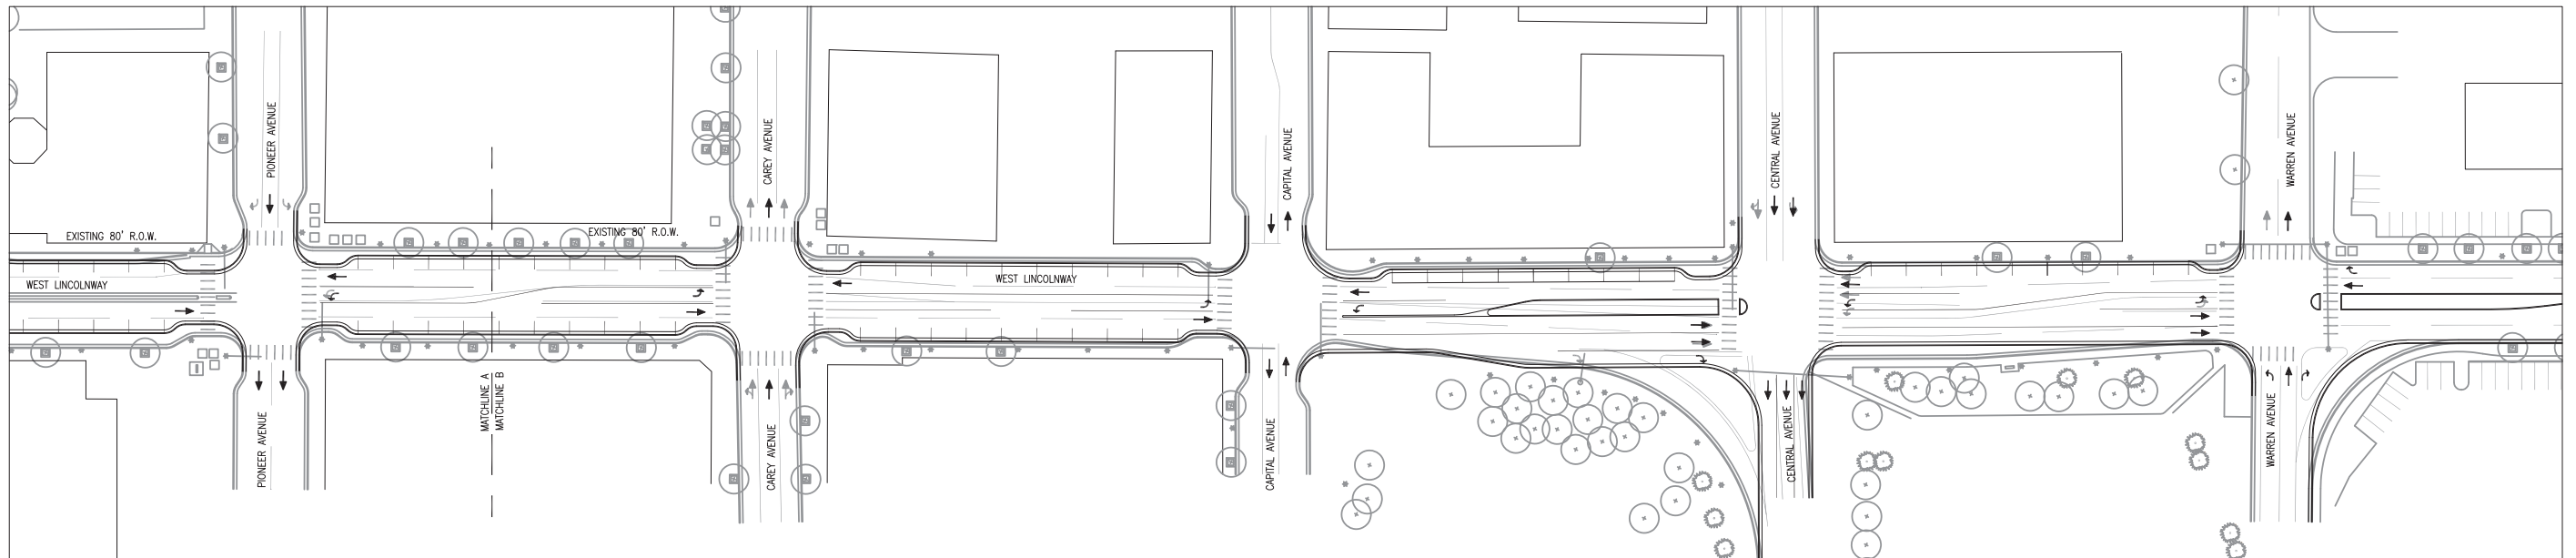 PIONEER AVENUE
CAREY AVENUE
CAPITAL AVENUE
CENTRAL AVENUE
WARREN AVENUE
EXISTING 80' R.O.W.
EXISTING 80' R.O.W.
WEST LINCOLNWAY
WEST LINCOLNWAY
PIONEER AVENUE
MATCHLINE A
MATCHLINE B
CAREY AVENUE
CAPITAL AVENUE
CENTRAL AVENUE
WARREN AVENUE